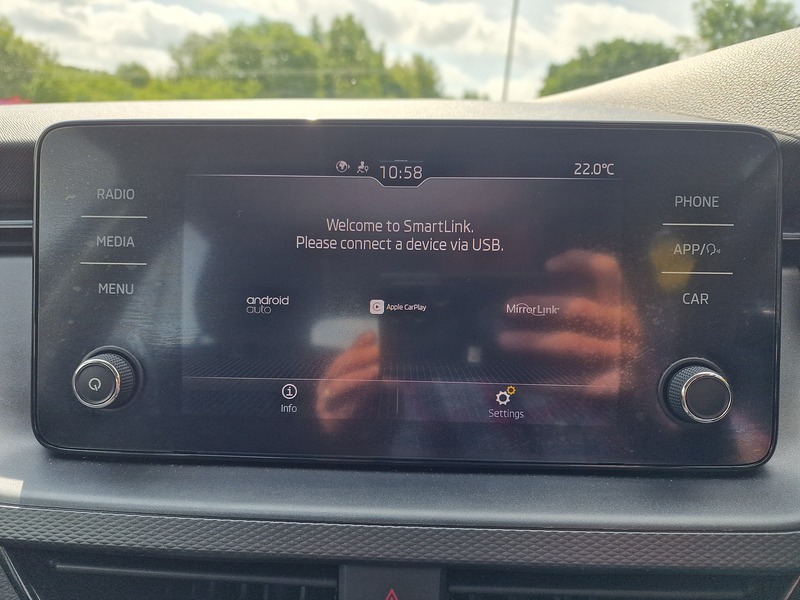 10:58
22.0°C
RADIO
MEDIA
MENU
Welcome to SmartLink.
Please connect a device via USB.
android
auto
Apple CarPlay
MirrorLink
Info
Settings
PHONE
APP/
CAR